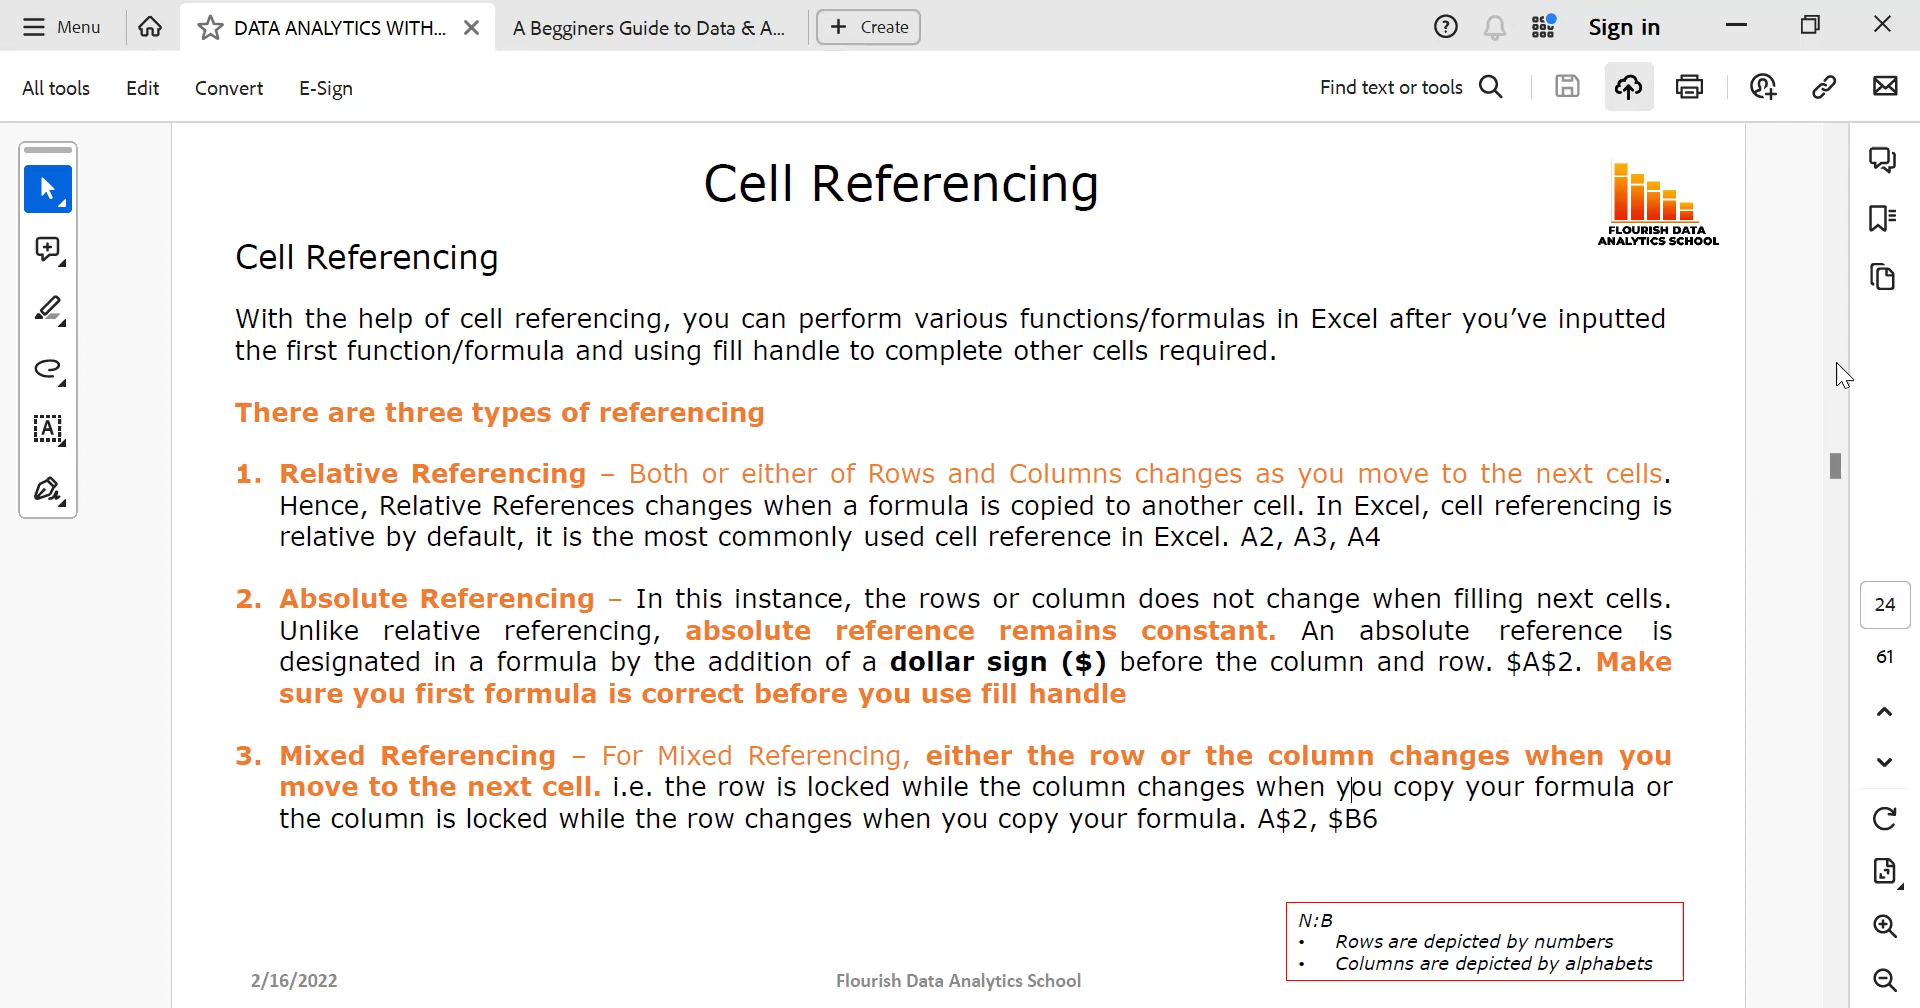 Menu
DATA ANALYTICS WITH...
A Begginers Guide to Data & A...
+ Create
Sign in
All tools
Edit
Convert
E-Sign
Find text or tools
Cell Referencing
FLOURISH DATA
ANALYTICS SCHOOL
Cell Referencing
With the help of cell referencing, you can perform various functions/formulas in Excel after you've inputted
the first function/formula and using fill handle to complete other cells required.
There are three types of referencing
1. Relative Referencing – Both or either of Rows and Columns changes as you move to the next cells.
Hence, Relative References changes when a formula is copied to another cell. In Excel, cell referencing is
relative by default, it is the most commonly used cell reference in Excel. A2, A3, A4
2. Absolute Referencing – In this instance, the rows or column does not change when filling next cells.
Unlike relative referencing, absolute reference remains constant. An absolute reference is
designated in a formula by the addition of a dollar sign ($) before the column and row. $A$2. Make
sure you first formula is correct before you use fill handle
3. Mixed Referencing – For Mixed Referencing, either the row or the column changes when you
move to the next cell. i.e. the row is locked while the column changes when you copy your formula or
the column is locked while the row changes when you copy your formula. A$2, $B6
N:B
• Rows are depicted by numbers
• Columns are depicted by alphabets
2/16/2022
Flourish Data Analytics School
24
61